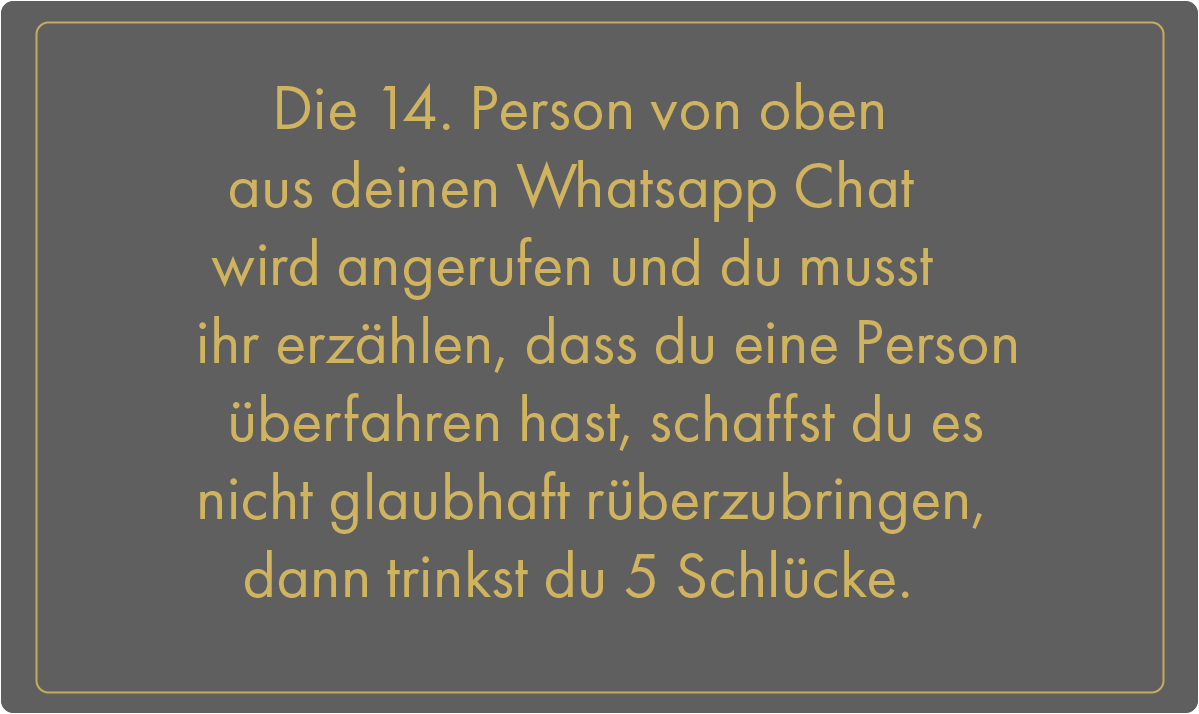 Die 14. Person von oben
aus deinen Whatsapp Chat
wird angerufen und du musst
ihr erzählen, dass du eine Person
überfahren hast, schaffst du es
nicht glaubhaft rüberzubringen,
dann trinkst du 5 Schlücke.